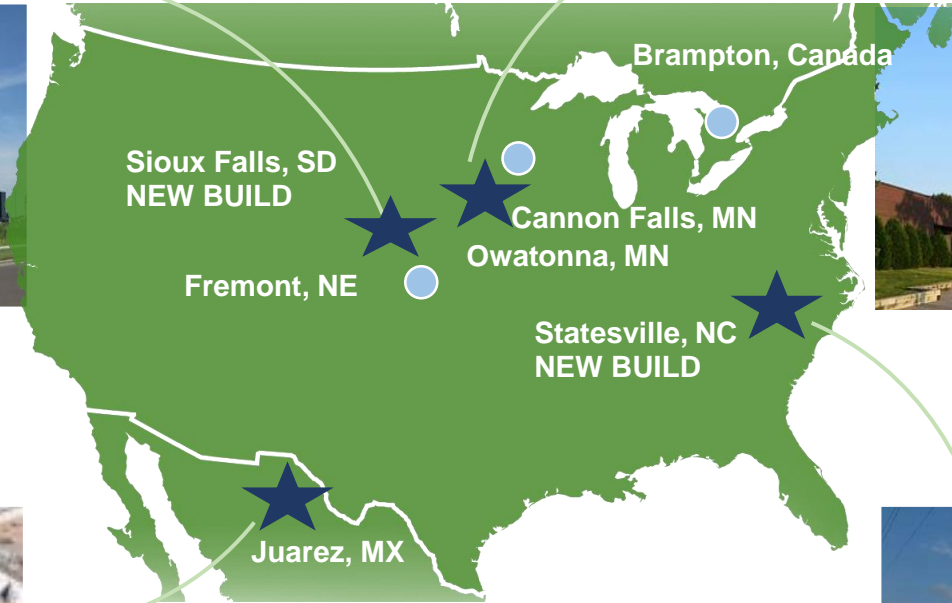 Brampton, Canada
Sioux Falls, SD
NEW BUILD
Cannon Falls, MN
Owatonna, MN
Fremont, NE
Statesville, NC
NEW BUILD
Juarez, MX